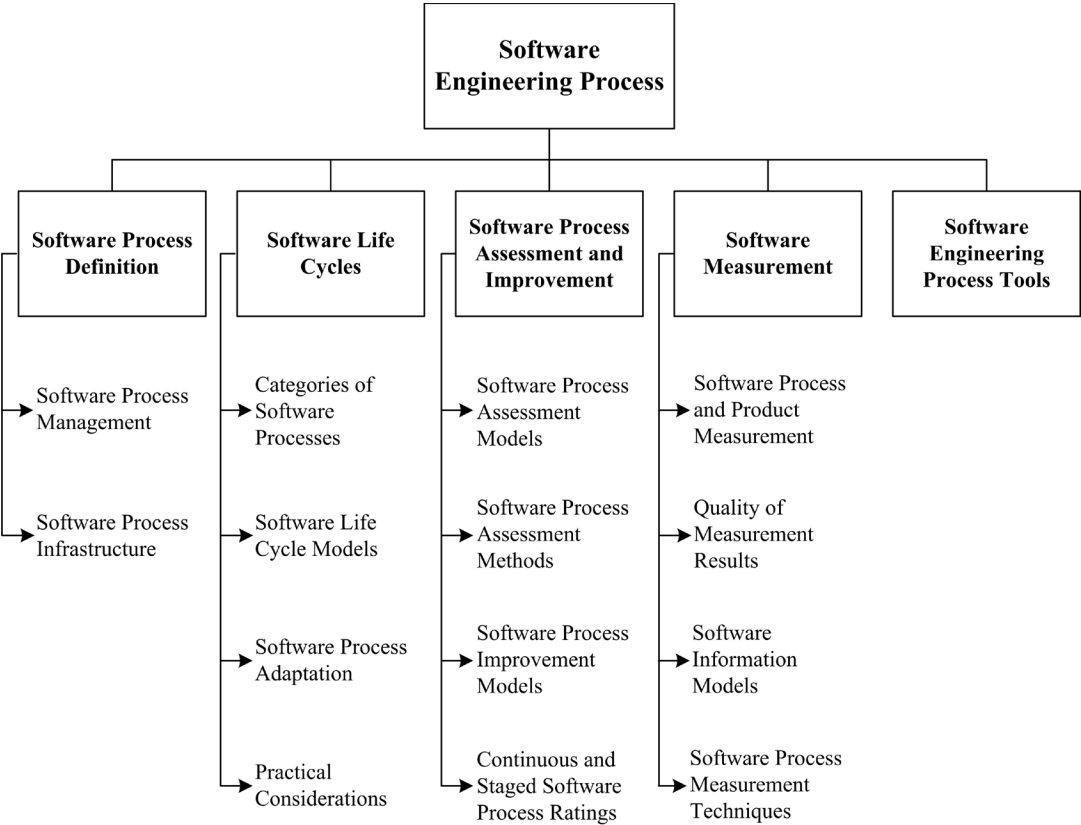 Software
Engineering Process
Software Process
Definition
Software Life
Cycles
Software Process
Assessment and
Improvement
Software
Measurement
Software
Engineering
Process Tools
Software Process
Management
Software Process
Infrastructure
Categories of
Software
Processes
Software Life
Cycle Models
Software Process
Adaptation
Practical
Considerations
Software Process
Assessment
Models
Software Process
Assessment
Methods
Software Process
Improvement
Models
Continuous and
Staged Software
Process Ratings
Software Process
and Product
Measurement
Quality of
Measurement
Results
Software
Information
Models
Software Process
Measurement
Techniques